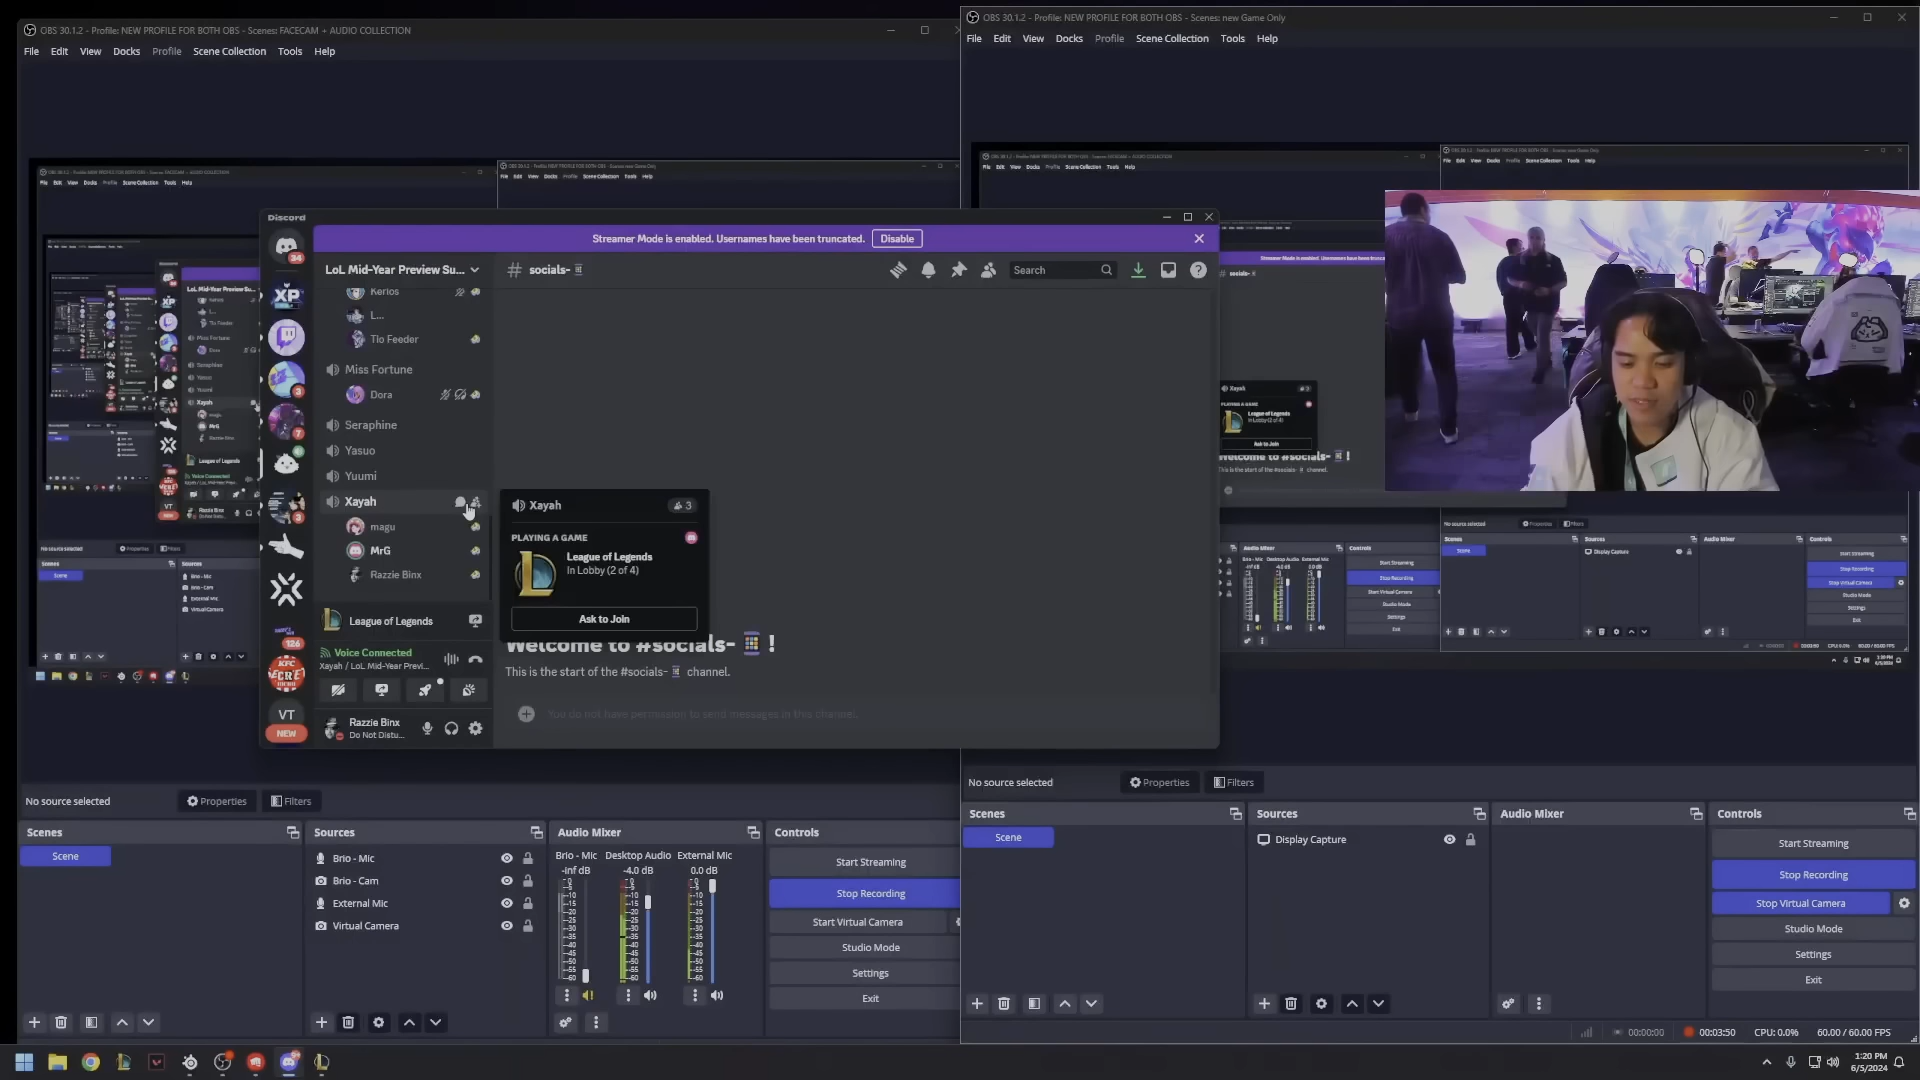 OBS 30.1.2 - Profile: NEW PROFILE FOR BOTH OBS - Scenes: FACECAM + AUDIO COLLECTION
File Edit View Docks Profile Scene Collection Tools Help
OBS 30.1.2 - Profile: NEW PROFILE FOR BOTH OBS - Scenes: new Game Only
File Edit View Docks Profile Scene Collection Tools Help
Discord
Streamer Mode is enabled. Usernames have been truncated. Disable
LoL Mid-Year Preview Su...
# socials-
Search
34
XP
3
7
3
126
KFC
VT
NEW
Kerios
L...
Tio Feeder
Miss Fortune
Dora
Seraphine
Yasuo
Yuumi
Xayah
magu
MrG
Razzie Binx
League of Legends
Voice Connected
Xayah / LoL Mid-Year Previ...
Razzie Binx
Do Not Distu...
Xayah 3
PLAYING A GAME
League of Legends
In Lobby (2 of 4)
Ask to Join
Welcome to #socials- !
This is the start of the #socials- channel.
You do not have permission to send messages in this channel.
No source selected
Properties
Filters
Scenes
Scene
Sources
Brio - Mic
Brio - Cam
External Mic
Virtual Camera
Audio Mixer
Brio - Mic Desktop Audio External Mic
-inf dB -4.0 dB 0.0 dB
Controls
Start Streaming
Stop Recording
Start Virtual Camera
Studio Mode
Settings
Exit
No source selected
Properties
Filters
Scenes
Scene
Sources
Display Capture
Audio Mixer
Controls
Start Streaming
Stop Recording
Stop Virtual Camera
Studio Mode
Settings
Exit
00:00:00 00:03:50 CPU: 0.0% 60.00 / 60.00 FPS
1:20 PM
6/5/2024